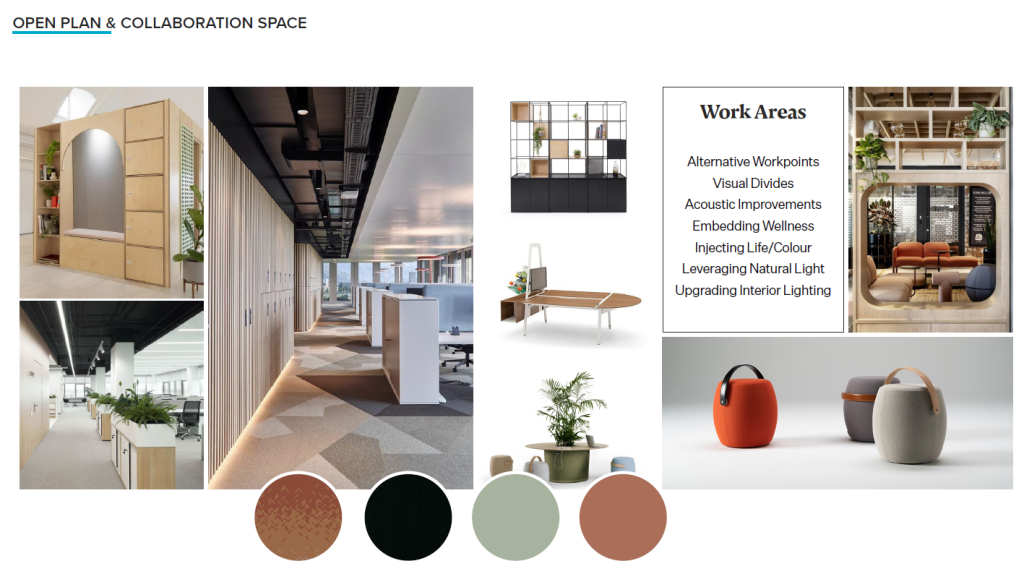 OPEN PLAN & COLLABORATION SPACE
Work Areas
Alternative Workpoints
Visual Divides
Acoustic Improvements
Embedding Wellness
Injecting Life/Colour
Leveraging Natural Light
Upgrading Interior Lighting